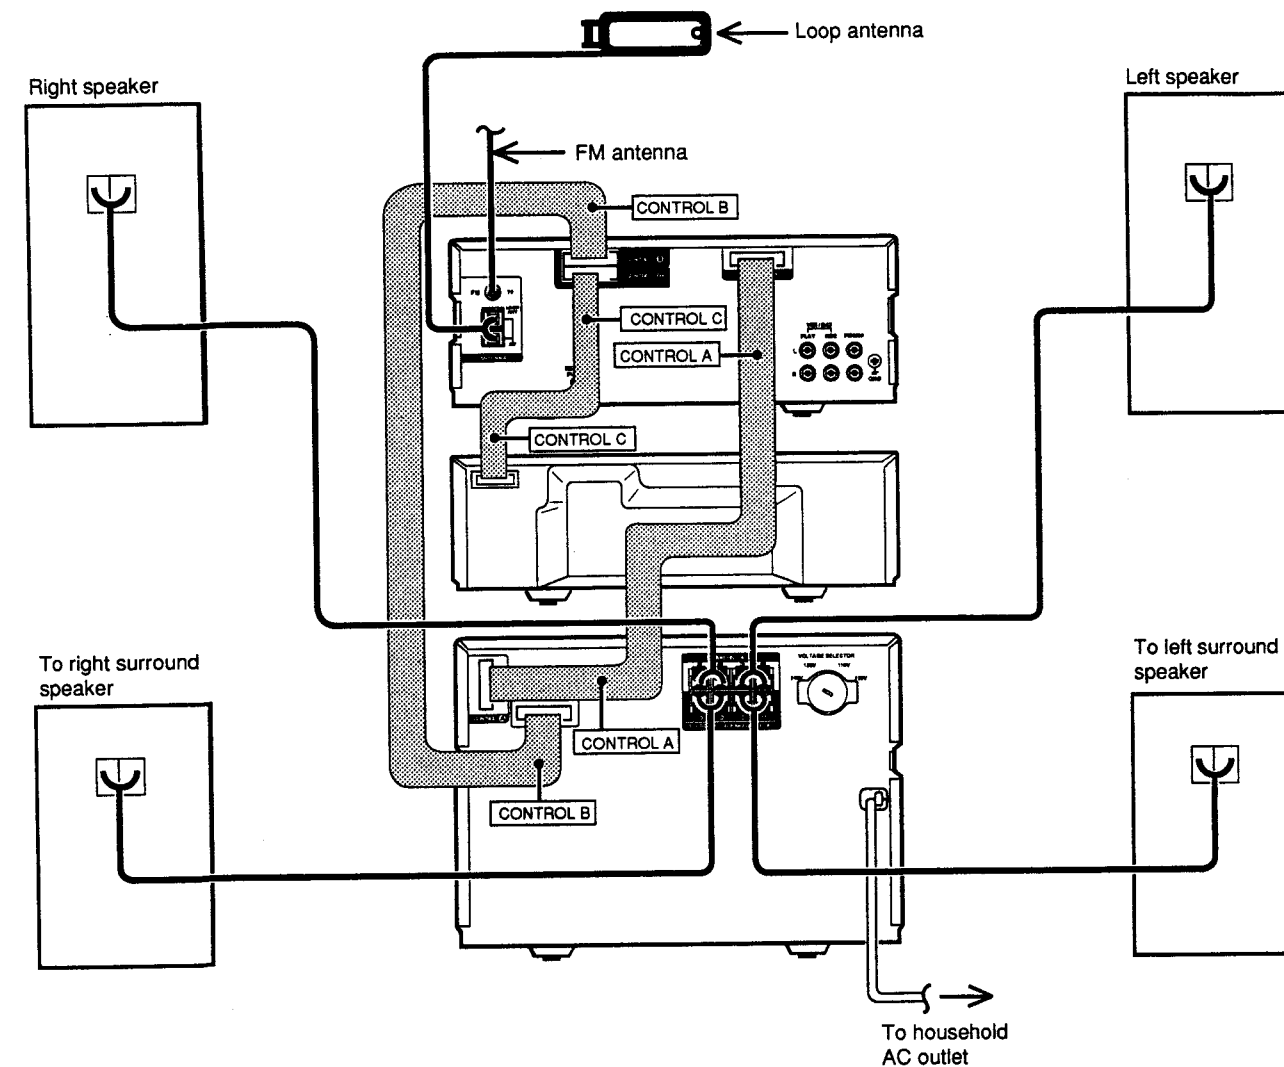 Loop antenna
Right speaker
Left speaker
FM antenna
CONTROL B
CONTROL C
CONTROL A
CONTROL C
To right surround
speaker
To left surround
speaker
VOLTAGE SELECTOR
CONTROL A
CONTROL B
To household
AC outlet